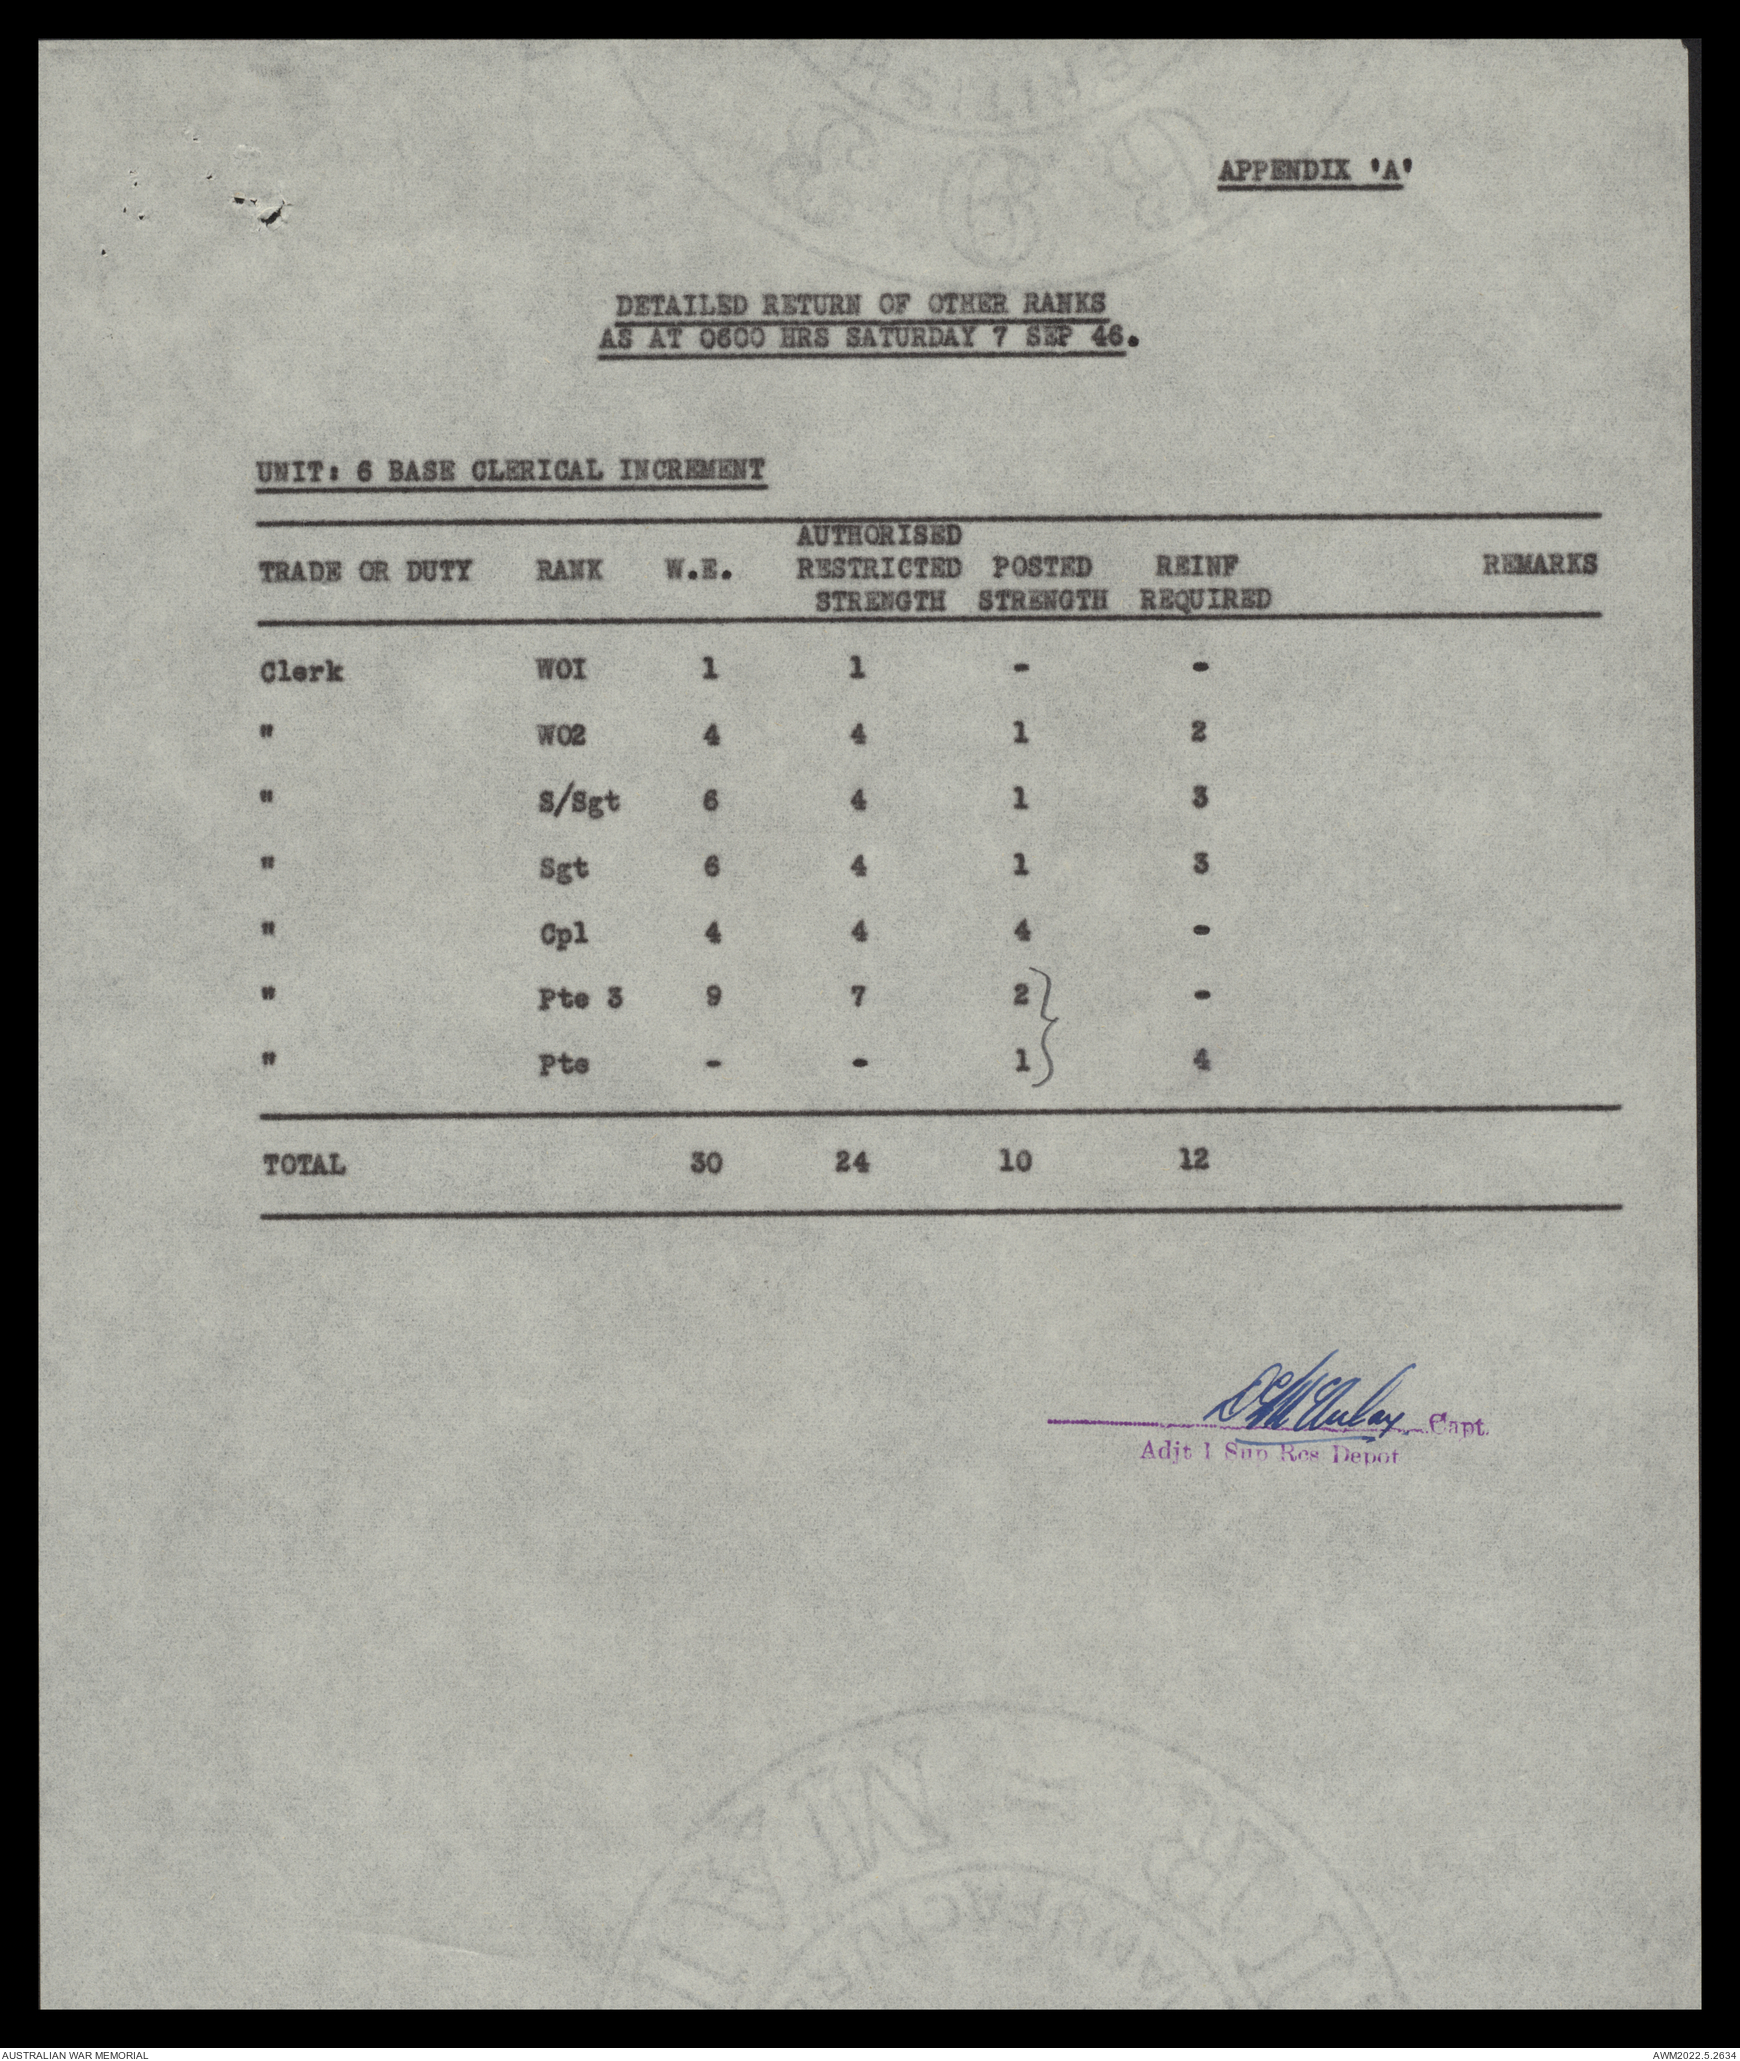 APPENDIX 'A'
DETAILED RETURN OF OTHER RANKS
AS AT 0600 HRS SATURDAY 7 SEP 46.
UNIT: 6 BASE CLERICAL INCREMENT
TRADE OR DUTY RANK W.E. AUTHORISED RESTRICTED STRENGTH POSTED STRENGTH REINF REQUIRED REMARKS
Clerk WOI 1 1 - -
" WO2 4 4 1 2
" S/Sgt 6 4 1 3
" Sgt 6 4 1 3
" Cpl 4 4 4 -
" Pte 3 9 7 2 } -
" Pte - - 1 } 4
TOTAL 30 24 10 12
Capt.
Adjt 1 Sup Res Depot
AUSTRALIAN WAR MEMORIAL
AWM2022.5.2634